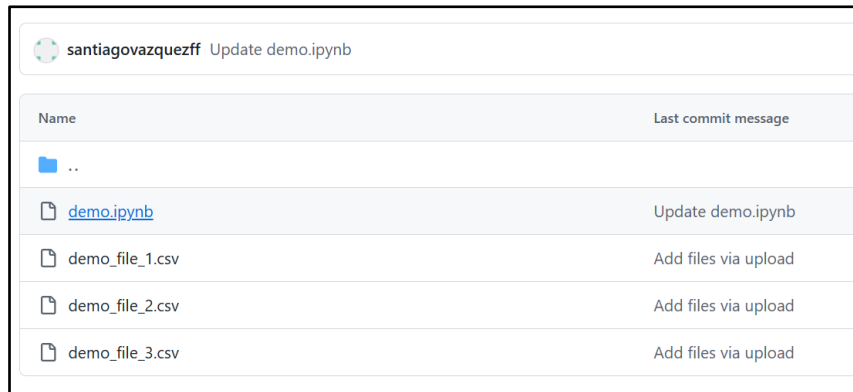 santiagovazquezff Update demo.ipynb
Name Last commit message
..
demo.ipynb Update demo.ipynb
demo_file_1.csv Add files via upload
demo_file_2.csv Add files via upload
demo_file_3.csv Add files via upload